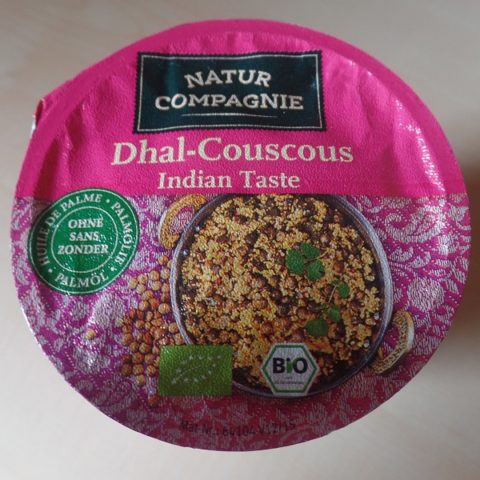 NATUR
COMPAGNIE
Dhal-Couscous
Indian Taste
HUILE DE PALME • PALMOLIE
OHNE
SANS
ZONDER
PALMÖL
BIO